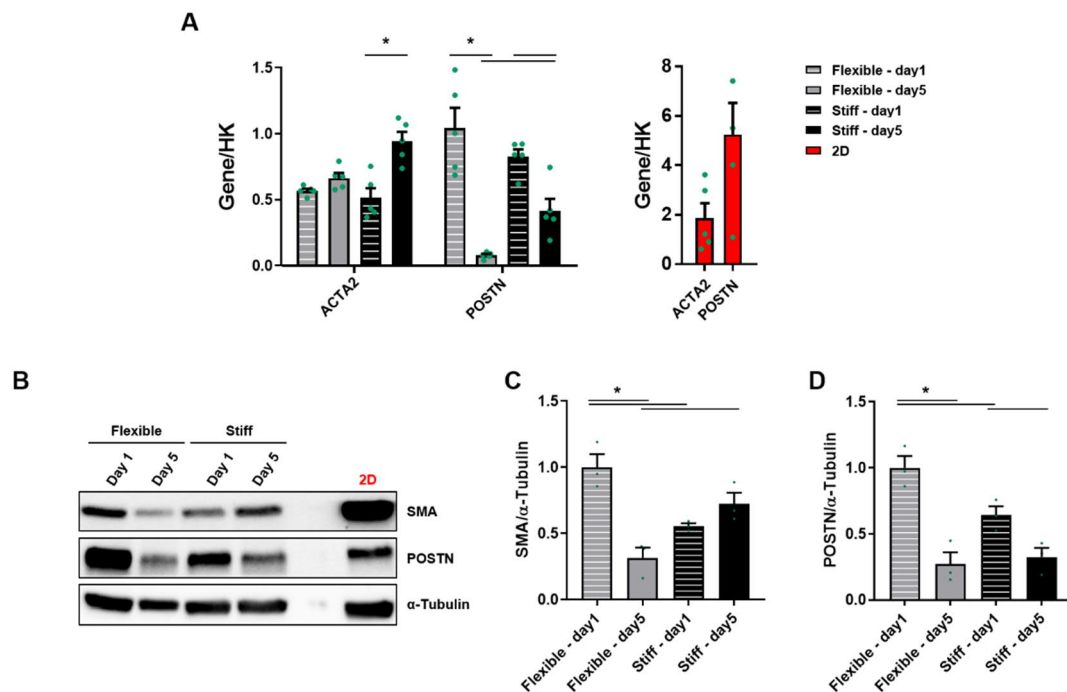 A
*
*
Gene/HK
1.5
1.0
0.5
0.0
ACTA2
POSTN
Gene/HK
8
6
4
2
0
ACTA2
POSTN
Flexible - day1
Flexible - day5
Stiff - day1
Stiff - day5
2D
B
Flexible
Stiff
Day 1
Day 5
Day 1
Day 5
2D
SMA
POSTN
α-Tubulin
C
*
SMA/α-Tubulin
1.5
1.0
0.5
0.0
Flexible - day1
Flexible - day5
Stiff - day1
Stiff - day5
D
*
POSTN/α-Tubulin
1.5
1.0
0.5
0.0
Flexible - day1
Flexible - day5
Stiff - day1
Stiff - day5